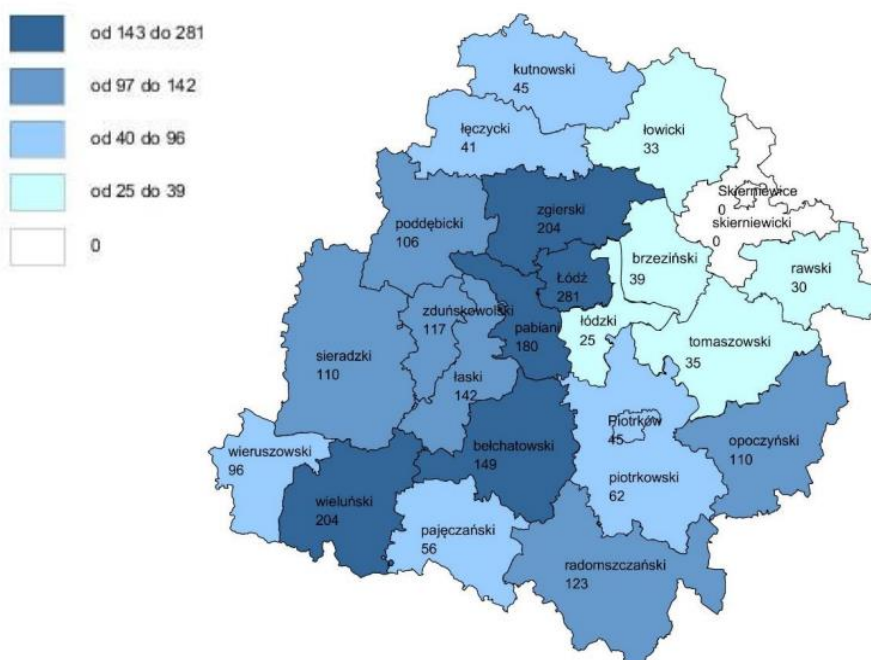 od 143 do 281
od 97 do 142
od 40 do 96
od 25 do 39
0
kutnowski
45
łęczycki
41
łowicki
33
Skierniewice
0
skierniewicki
0
zgierski
204
poddębicki
106
brzeziński
39
rawski
30
Łódź
281
zduńskowolski
117
pabiani
180
łódzki
25
tomaszowski
35
sieradzki
110
łaski
142
Piotrków
45
opoczyński
110
wieruszowski
96
bełchatowski
149
piotrkowski
62
wieluński
204
pajęczański
56
radomszczański
123